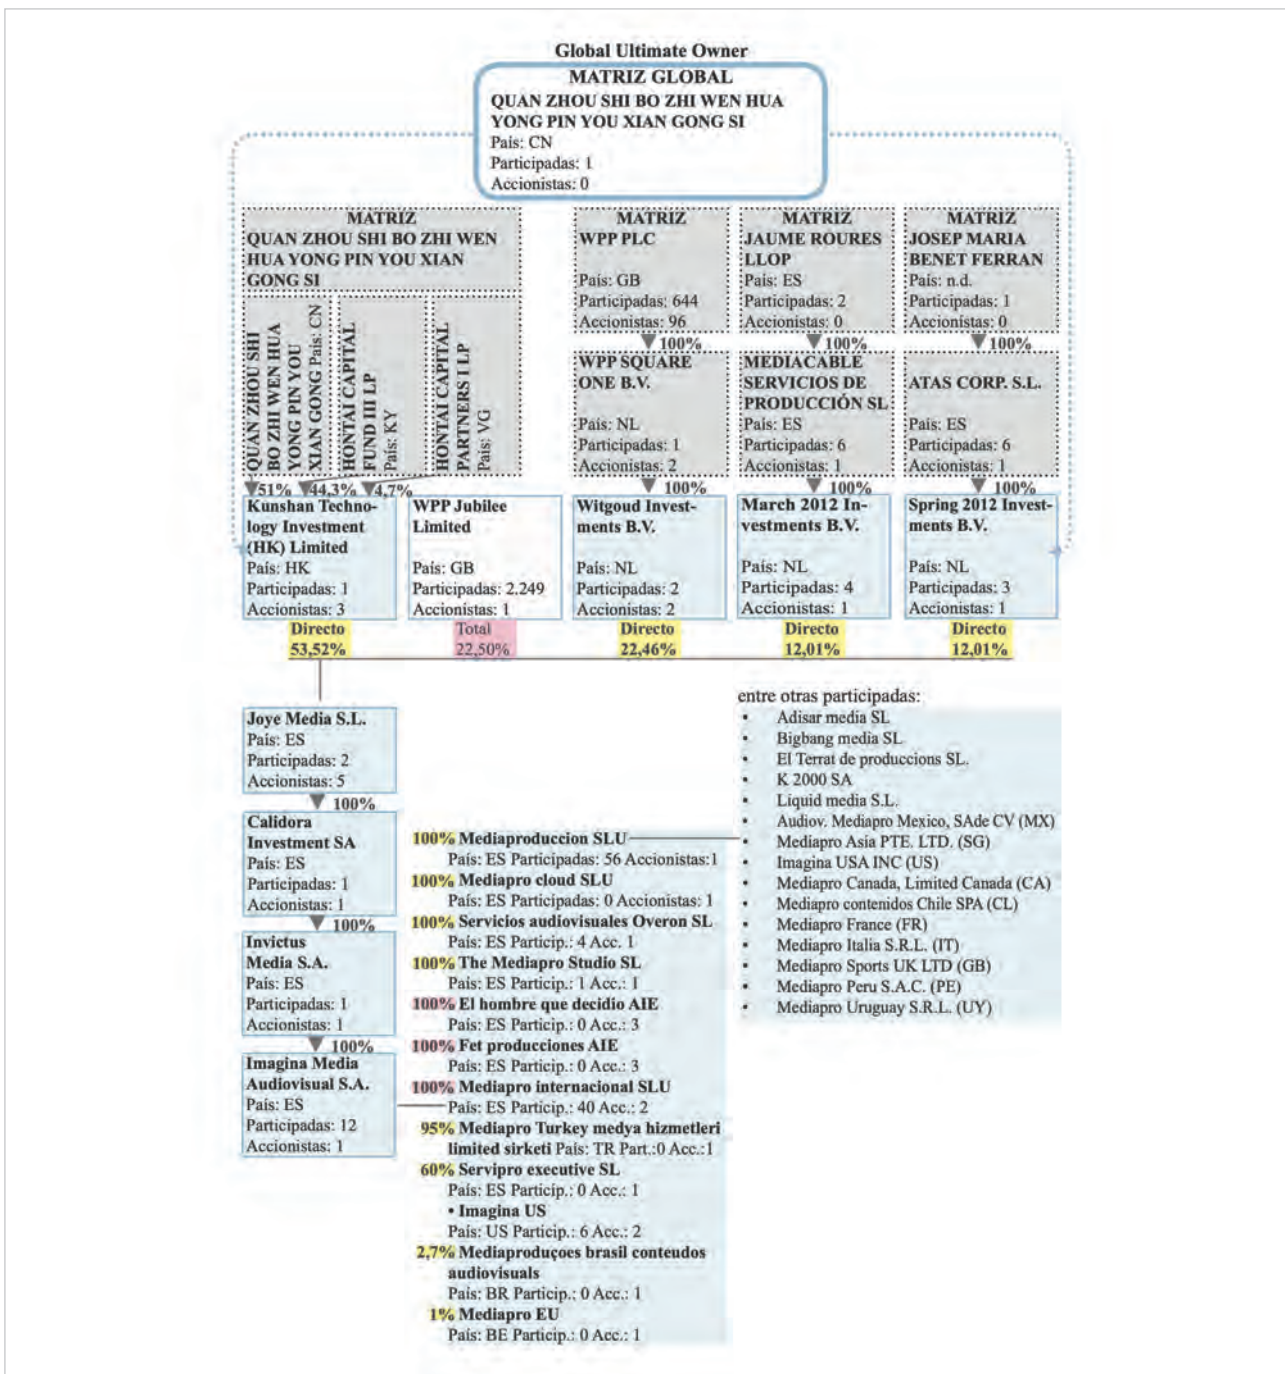 Global Ultimate Owner
MATRIZ GLOBAL
QUAN ZHOU SHI BO ZHI WEN HUA
YONG PIN YOU XIAN GONG SI
País: CN
Participadas: 1
Accionistas: 0
MATRIZ
QUAN ZHOU SHI BO ZHI WEN
HUA YONG PIN YOU XIAN
GONG SI
QUAN ZHOU SHI
BO ZHI WEN HUA
YONG PIN YOU
XIAN GONG País: CN
HONTAI CAPITAL
FUND III LP
País: KY
HONTAI CAPITAL
PARTNERS I LP
País: VG
MATRIZ
WPP PLC
País: GB
Participadas: 644
Accionistas: 96
100%
WPP SQUARE
ONE B.V.
País: NL
Participadas: 1
Accionistas: 2
100%
MATRIZ
JAUME ROURES
LLOP
País: ES
Participadas: 2
Accionistas: 0
100%
MEDIACABLE
SERVICIOS DE
PRODUCCIÓN SL
País: ES
Participadas: 6
Accionistas: 1
100%
MATRIZ
JOSEP MARIA
BENET FERRAN
País: n.d.
Participadas: 1
Accionistas: 0
100%
ATAS CORP. S.L.
País: ES
Participadas: 6
Accionistas: 1
100%
51% 44,3% 4,7%
Kunshan Techno-
logy Investment
(HK) Limited
País: HK
Participadas: 1
Accionistas: 3
Directo
53,52%
WPP Jubilee
Limited
País: GB
Participadas: 2.249
Accionistas: 1
Total
22,50%
Witgoud Invest-
ments B.V.
País: NL
Participadas: 2
Accionistas: 2
Directo
22,46%
March 2012 In-
vestments B.V.
País: NL
Participadas: 4
Accionistas: 1
Directo
12,01%
Spring 2012 Invest-
ments B.V.
País: NL
Participadas: 3
Accionistas: 1
Directo
12,01%
Joye Media S.L.
País: ES
Participadas: 2
Accionistas: 5
100%
Calidora
Investment SA
País: ES
Participadas: 1
Accionistas: 1
100%
Invictus
Media S.A.
País: ES
Participadas: 1
Accionistas: 1
100%
Imagina Media
Audiovisual S.A.
País: ES
Participadas: 12
Accionistas: 1
100% Mediaproduccion SLU
País: ES Participadas: 56 Accionistas:1
100% Mediapro cloud SLU
País: ES Participadas: 0 Accionistas: 1
100% Servicios audiovisuales Overon SL
País: ES Particip.: 4 Acc. 1
100% The Mediapro Studio SL
País: ES Particip.: 1 Acc.: 1
100% El hombre que decidio AIE
País: ES Particip.: 0 Acc.: 3
100% Fet producciones AIE
País: ES Particip.: 0 Acc.: 3
100% Mediapro internacional SLU
País: ES Particip.: 40 Acc.: 2
95% Mediapro Turkey medya hizmetleri
limited sirketi País: TR Part.:0 Acc.:1
60% Servipro executive SL
País: ES Particip.: 0 Acc.: 1
• Imagina US
País: US Particip.: 6 Acc.: 2
2,7% Mediaproduçoes brasil conteudos
audiovisuals
País: BR Particip.: 0 Acc.: 1
1% Mediapro EU
País: BE Particip.: 0 Acc.: 1
entre otras participadas:
• Adisar media SL
• Bigbang media SL
• El Terrat de produccions SL.
• K 2000 SA
• Liquid media S.L.
• Audiov. Mediapro Mexico, SAde CV (MX)
• Mediapro Asia PTE. LTD. (SG)
• Imagina USA INC (US)
• Mediapro Canada, Limited Canada (CA)
• Mediapro contenidos Chile SPA (CL)
• Mediapro France (FR)
• Mediapro Italia S.R.L. (IT)
• Mediapro Sports UK LTD (GB)
• Mediapro Peru S.A.C. (PE)
• Mediapro Uruguay S.R.L. (UY)